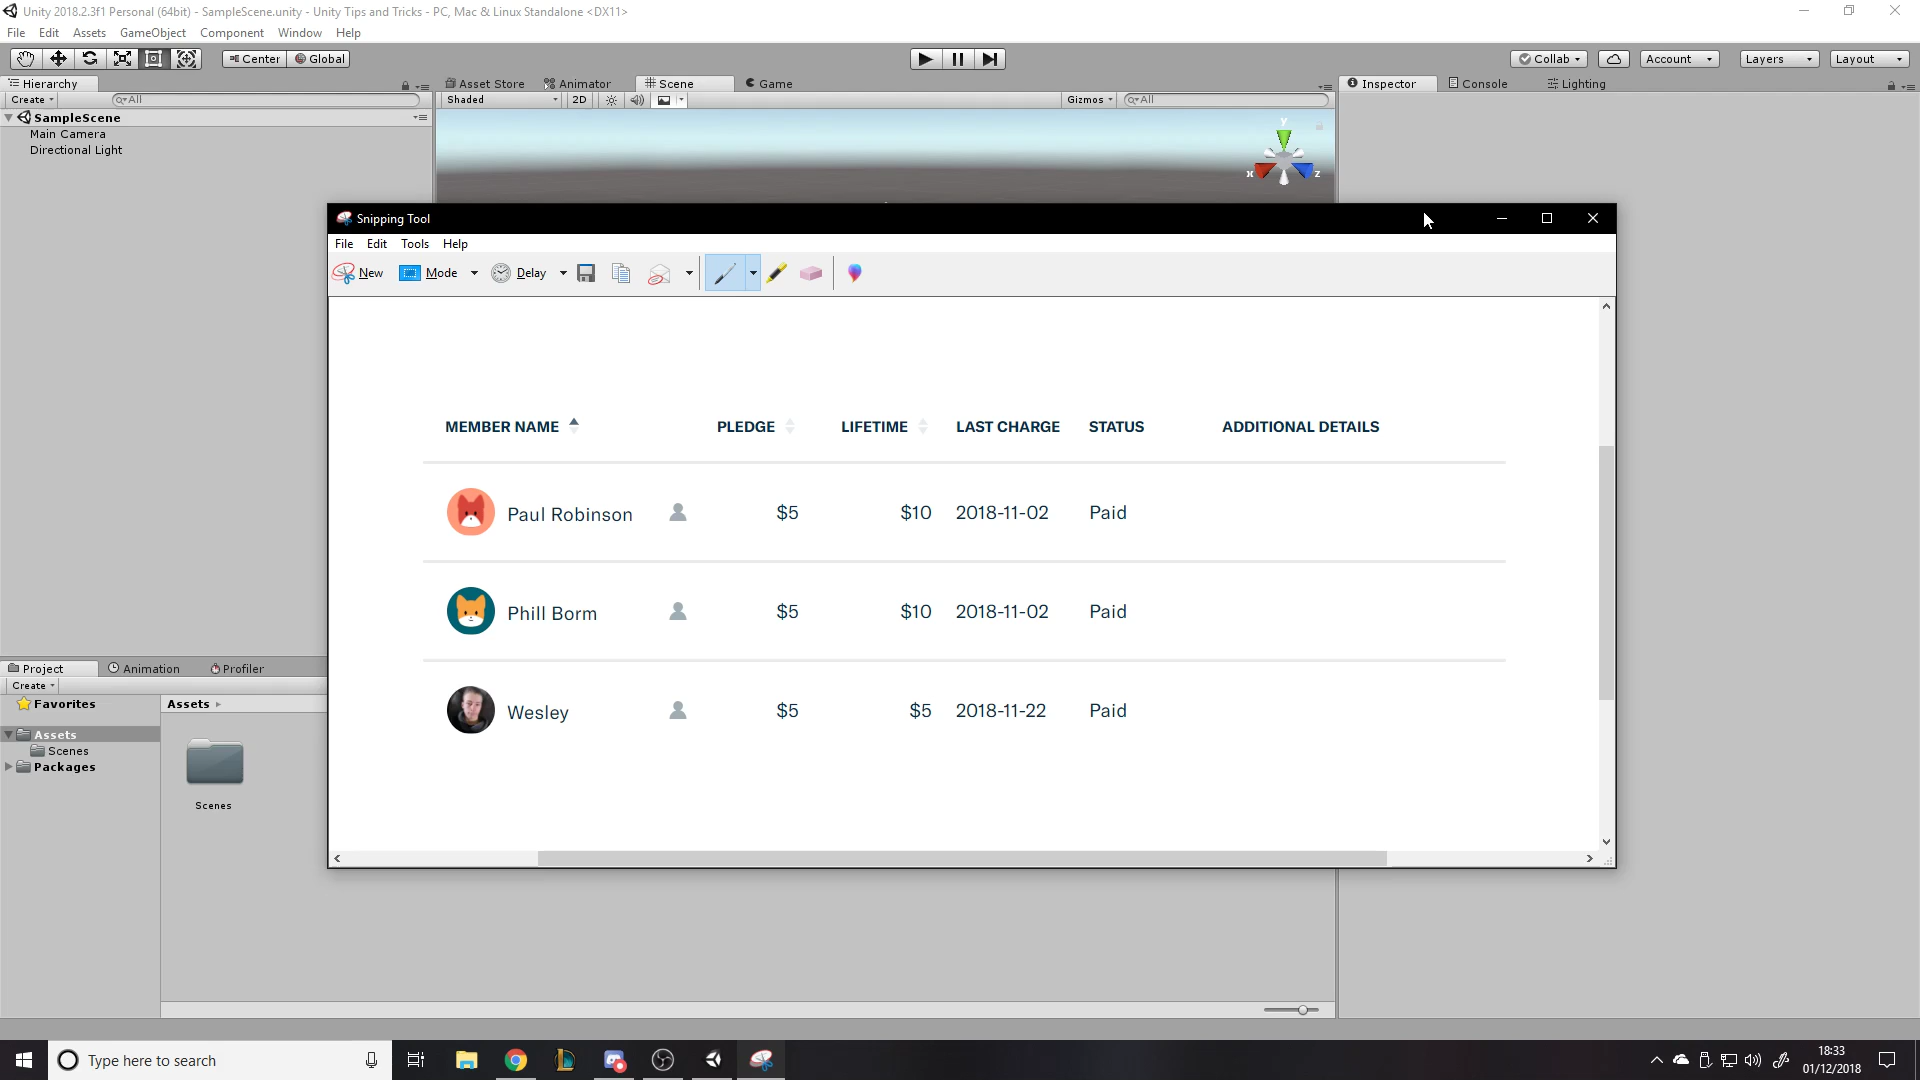 Unity 2018.2.3f1 Personal (64bit) - SampleScene.unity - Unity Tips and Tricks - PC, Mac & Linux Standalone <DX11>
File Edit Assets GameObject Component Window Help
Center Global Collab Account Layers Layout
Hierarchy Asset Store Animator Scene Game Inspector Console Lighting
Create All Shaded 2D Gizmos All
SampleScene
Main Camera
Directional Light
y
x z
Snipping Tool
File Edit Tools Help
New Mode Delay
MEMBER NAME PLEDGE LIFETIME LAST CHARGE STATUS ADDITIONAL DETAILS
Paul Robinson $5 $10 2018-11-02 Paid
Phill Borm $5 $10 2018-11-02 Paid
Wesley $5 $5 2018-11-22 Paid
Project Animation Profiler
Create
Favorites Assets
Assets
Scenes
Packages
Scenes
Type here to search
18:33
01/12/2018